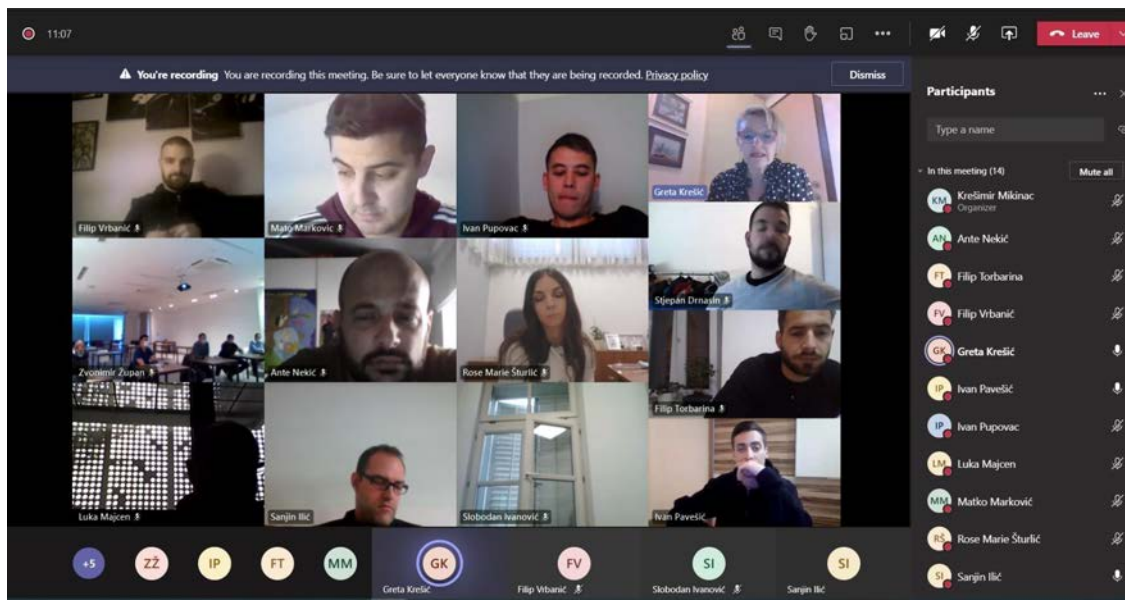 11:07
Leave
You're recording You are recording this meeting. Be sure to let everyone know that they are being recorded. Privacy policy
Dismiss
Participants
Type a name
In this meeting (14)
Mute all
Filip Vrbanić
Mato Markovic
Ivan Pupovac
Greta Krešić
Stjepan Drnasin
Zvonimir Zupan
Ante Nekić
Rose Marie Šturlić
Filip Torbarina
Luka Majcen
Sanjin Ilić
Slobodan Ivanović
Ivan Pavešić
KM Krešimir Mikinac
Organizer
AN Ante Nekić
FT Filip Torbarina
FV Filip Vrbanić
GK Greta Krešić
IP Ivan Pavešić
IP Ivan Pupovac
LM Luka Majcen
MM Matko Marković
RŠ Rose Marie Šturlić
SI Sanjin Ilić
+5
ZŽ
IP
FT
MM
GK
Greta Krešić
FV
Filip Vrbanić
SI
Slobodan Ivanović
SI
Sanjin Ilić